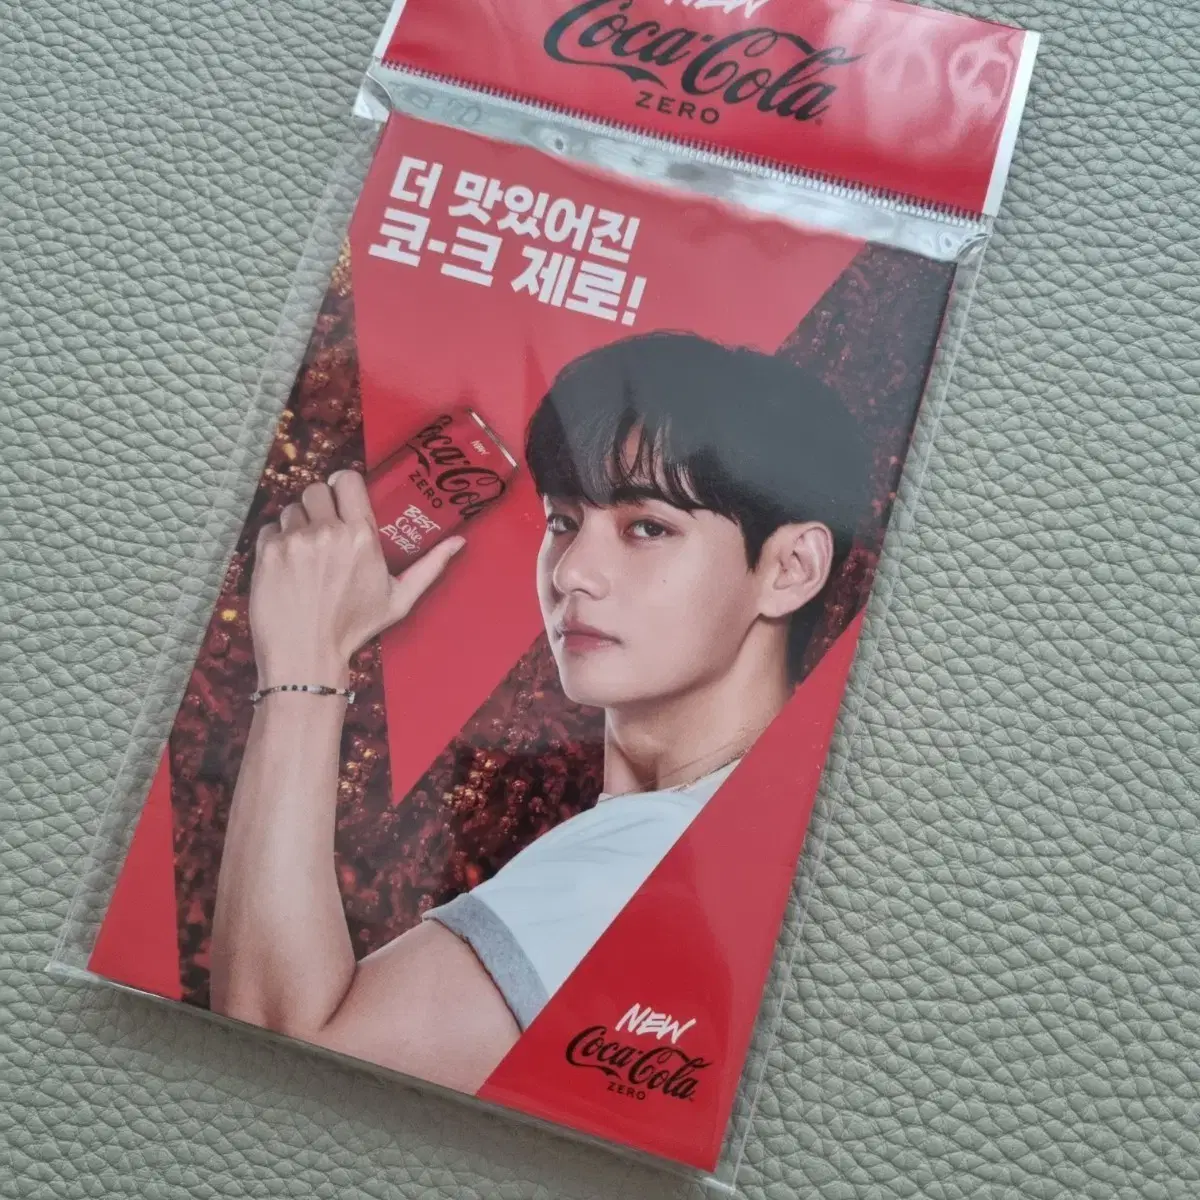 NEW
Coca-Cola
ZERO
더 맛있어진
코-크 제로!
NEW
Coca-Cola
ZERO
BEST
Coke
EVER?
NEW
Coca-Cola
ZERO